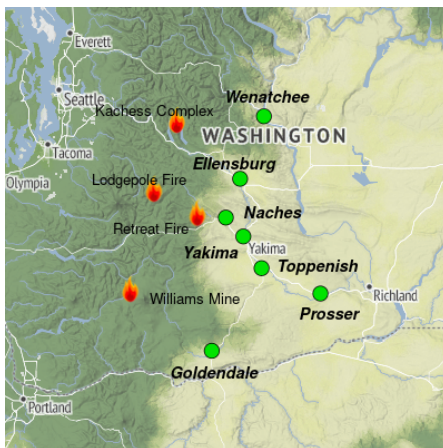 Everett
Wenatchee
Seattle
Kachess Complex
WASHINGTON
Tacoma
Ellensburg
Olympia
Lodgepole Fire
Naches
Retreat Fire
Yakima
Yakima
Toppenish
Richland
Williams Mine
Prosser
Goldendale
Portland